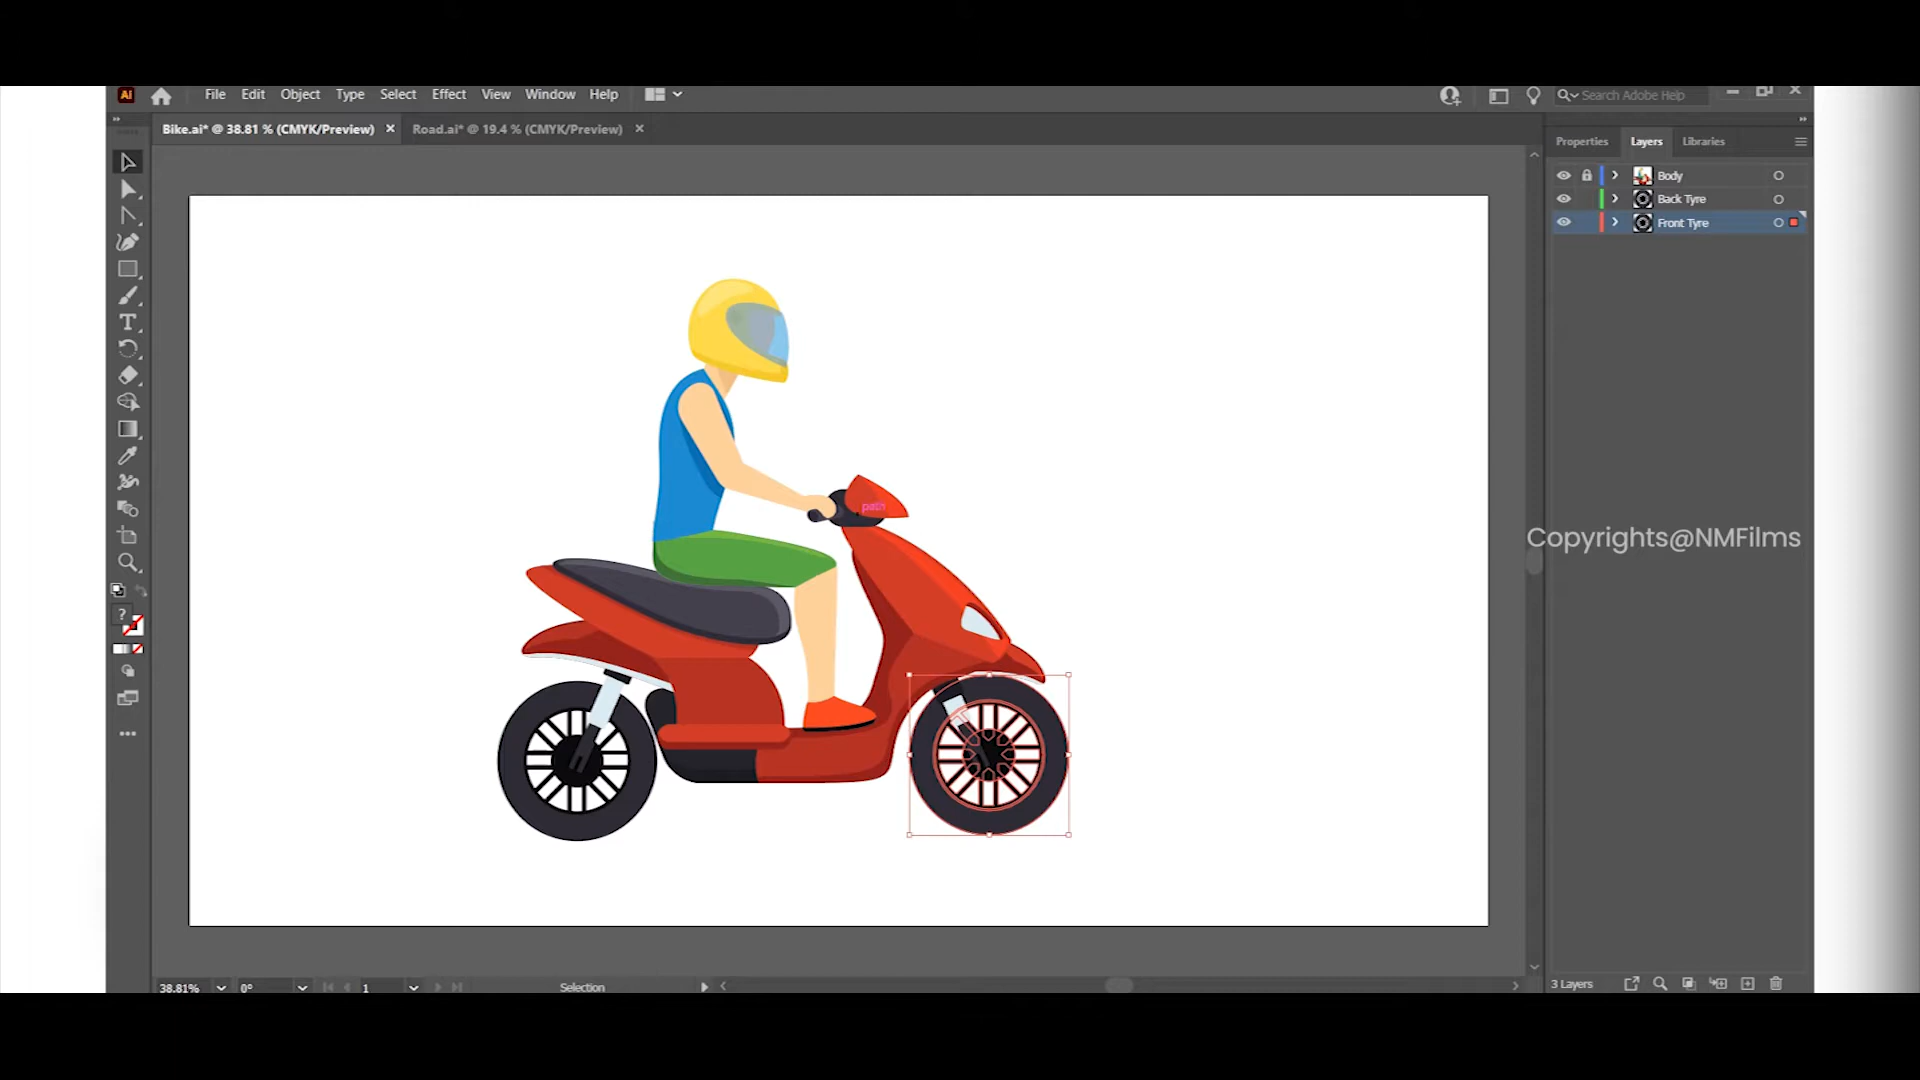 Ai File Edit Object Type Select Effect View Window Help Search Adobe Help
Bike.ai* @ 38.81 % (CMYK/Preview) × Road.ai* @ 19.4 % (CMYK/Preview) ×
Properties Layers Libraries
Body
Back Tyre
Front Tyre
path
Copyrights@NMFilms
38.81% 0° 1 Selection
3 Layers